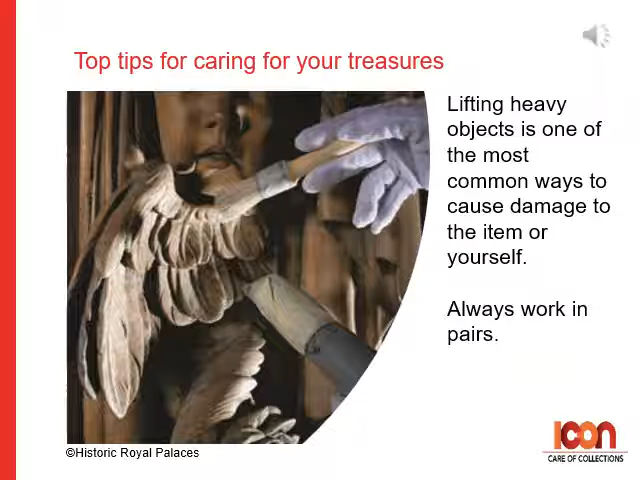 Top tips for caring for your treasures
Lifting heavy
objects is one of
the most
common ways to
cause damage to
the item or
yourself.
Always work in
pairs.
©Historic Royal Palaces
icon
CARE OF COLLECTIONS